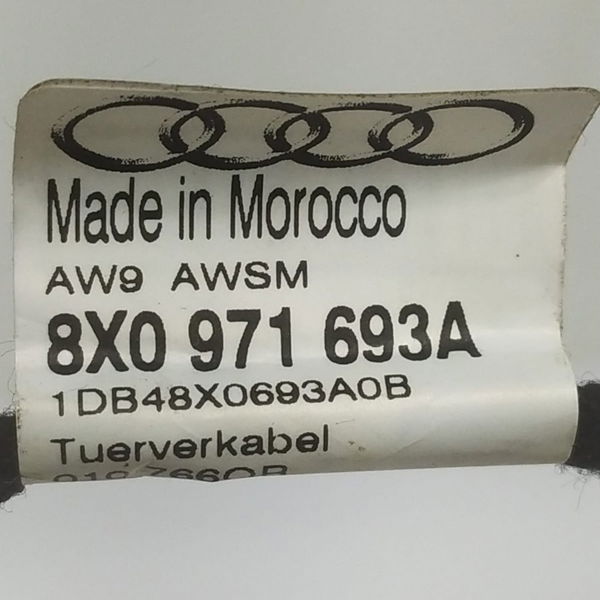 Made in Morocco
AW9 AWSM
8X0 971 693A
1DB48X0693A0B
Tuerverkabel